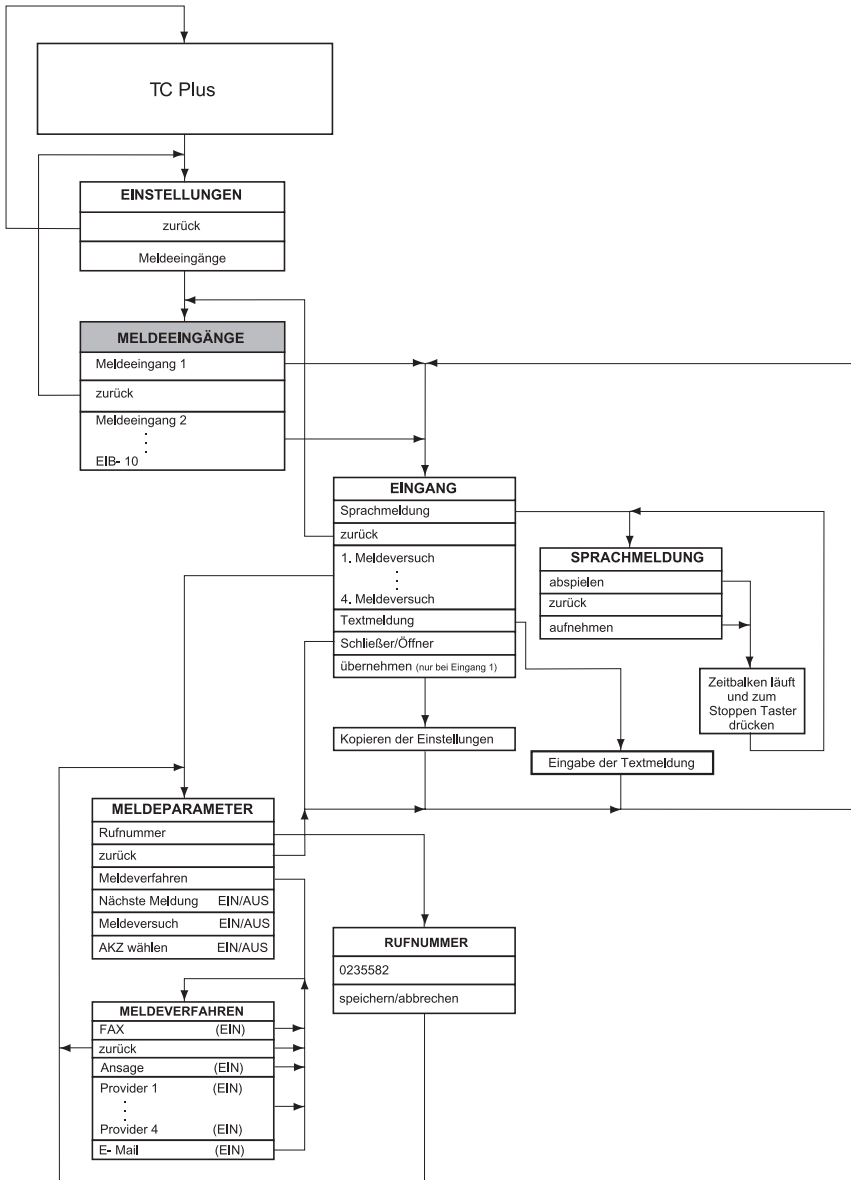 TC Plus
EINSTELLUNGEN
zurück
Meldeeingänge
MELDEEINGÄNGE
Meldeeingang 1
zurück
Meldeeingang 2
EIB- 10
EINGANG
Sprachmeldung
zurück
1. Meldeversuch
4. Meldeversuch
Textmeldung
Schließer/Öffner
übernehmen (nur bei Eingang 1)
SPRACHMELDUNG
abspielen
zurück
aufnehmen
Zeitbalken läuft
und zum
Stoppen Taster
drücken
Kopieren der Einstellungen
Eingabe der Textmeldung
MELDEPARAMETER
Rufnummer
zurück
Meldeverfahren
Nächste Meldung EIN/AUS
Meldeversuch EIN/AUS
AKZ wählen EIN/AUS
RUFNUMMER
0235582
speichern/abbrechen
MELDEVERFAHREN
FAX (EIN)
zurück
Ansage (EIN)
Provider 1 (EIN)
Provider 4 (EIN)
E- Mail (EIN)